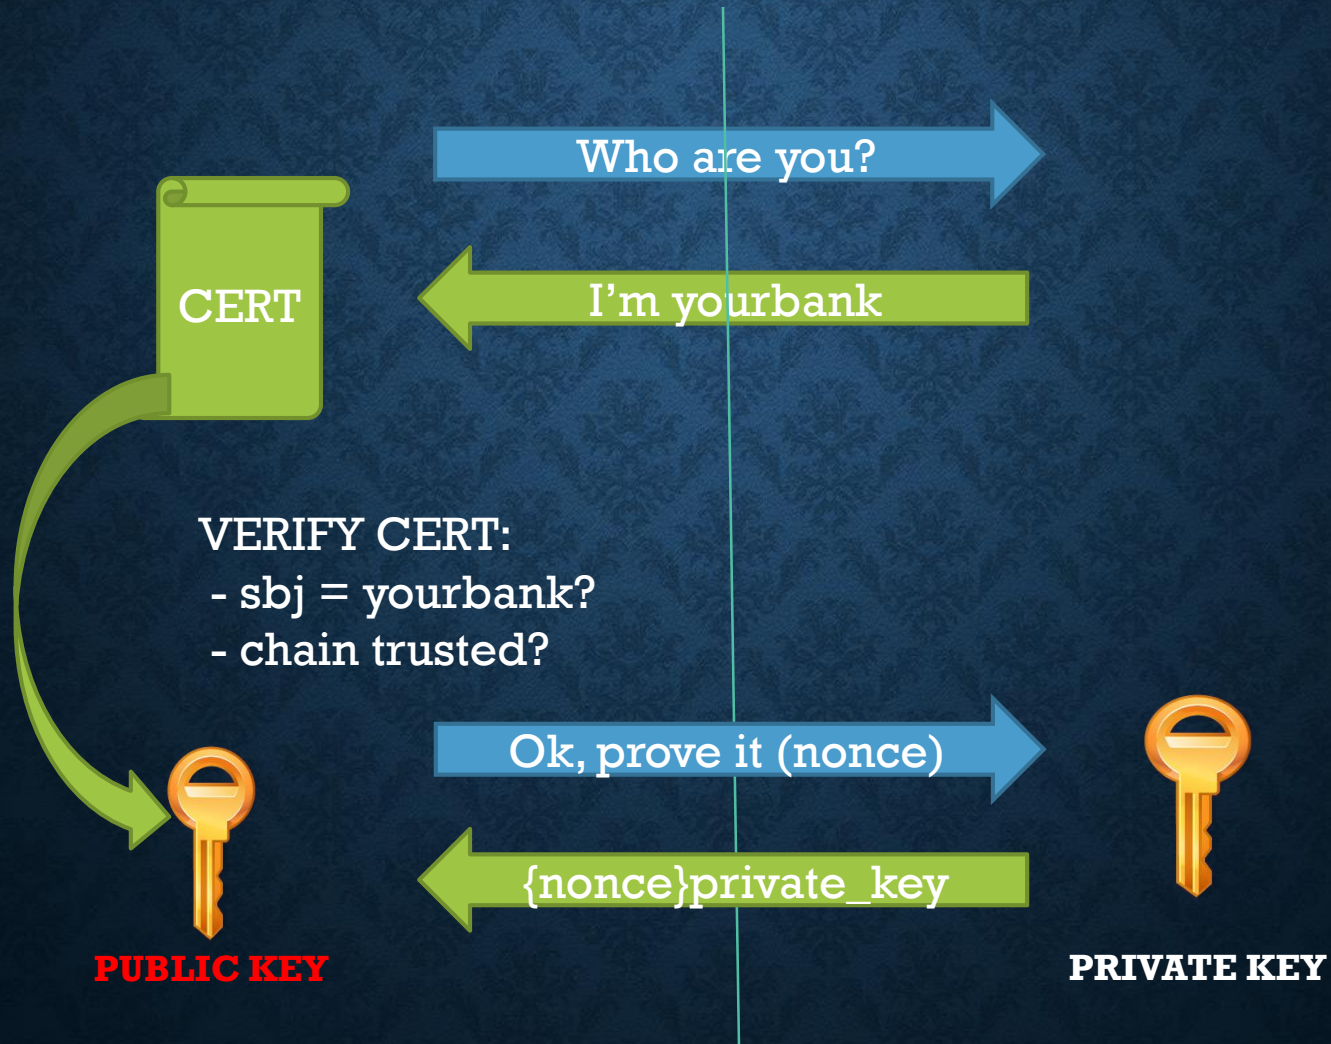 Who are you?
CERT
I'm yourbank
VERIFY CERT:
- sbj = yourbank?
- chain trusted?
Ok, prove it (nonce)
{nonce}private_key
PUBLIC KEY
PRIVATE KEY